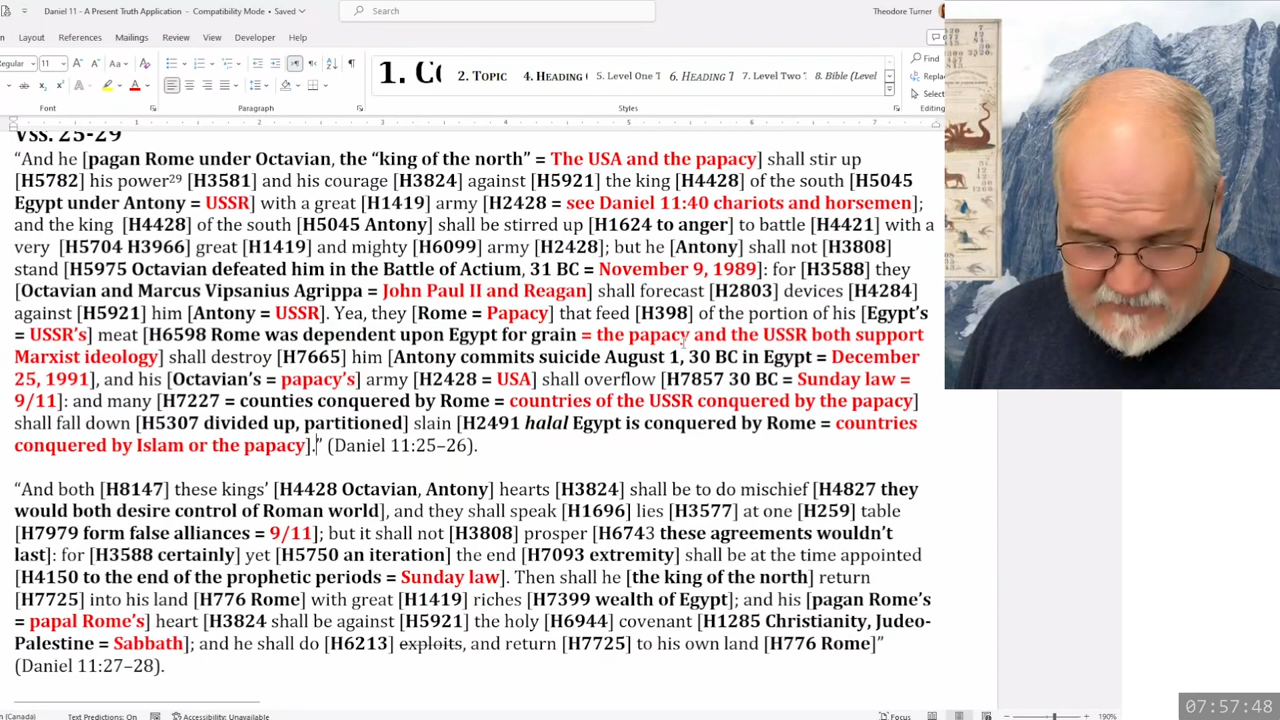 Daniel 11 - A Present Truth Application - Compatibility Mode • Saved
Search
Theodore Turner
Layout References Mailings Review View Developer Help
Regular 11
Find
Replac
Select
1. Co 2. Topic 4. Heading 5. Level One T 6. Heading T 7. Level Two 8. Bible (Level
Font Paragraph Styles Editing
1 2 3 4 5 6 7
Vss. 25-29
“And he [pagan Rome under Octavian, the “king of the north” = The USA and the papacy] shall stir up
[H5782] his power29 [H3581] and his courage [H3824] against [H5921] the king [H4428] of the south [H5045
Egypt under Antony = USSR] with a great [H1419] army [H2428 = see Daniel 11:40 chariots and horsemen];
and the king [H4428] of the south [H5045 Antony] shall be stirred up [H1624 to anger] to battle [H4421] with a
very [H5704 H3966] great [H1419] and mighty [H6099] army [H2428]; but he [Antony] shall not [H3808]
stand [H5975 Octavian defeated him in the Battle of Actium, 31 BC = November 9, 1989]: for [H3588] they
[Octavian and Marcus Vipsanius Agrippa = John Paul II and Reagan] shall forecast [H2803] devices [H4284]
against [H5921] him [Antony = USSR]. Yea, they [Rome = Papacy] that feed [H398] of the portion of his [Egypt’s
= USSR’s] meat [H6598 Rome was dependent upon Egypt for grain = the papacy and the USSR both support
Marxist ideology] shall destroy [H7665] him [Antony commits suicide August 1, 30 BC in Egypt = December
25, 1991], and his [Octavian’s = papacy’s] army [H2428 = USA] shall overflow [H7857 30 BC = Sunday law =
9/11]: and many [H7227 = counties conquered by Rome = countries of the USSR conquered by the papacy]
shall fall down [H5307 divided up, partitioned] slain [H2491 halal Egypt is conquered by Rome = countries
conquered by Islam or the papacy].” (Daniel 11:25–26).
“And both [H8147] these kings’ [H4428 Octavian, Antony] hearts [H3824] shall be to do mischief [H4827 they
would both desire control of Roman world], and they shall speak [H1696] lies [H3577] at one [H259] table
[H7979 form false alliances = 9/11]; but it shall not [H3808] prosper [H6743 these agreements wouldn’t
last]: for [H3588 certainly] yet [H5750 an iteration] the end [H7093 extremity] shall be at the time appointed
[H4150 to the end of the prophetic periods = Sunday law]. Then shall he [the king of the north] return
[H7725] into his land [H776 Rome] with great [H1419] riches [H7399 wealth of Egypt]; and his [pagan Rome’s
= papal Rome’s] heart [H3824 shall be against [H5921] the holy [H6944] covenant [H1285 Christianity, Judeo-
Palestine = Sabbath]; and he shall do [H6213] exploits, and return [H7725] to his own land [H776 Rome]”
(Daniel 11:27–28).
(Canada) Text Predictions: On Accessibility: Unavailable Focus 190%
07:57:48